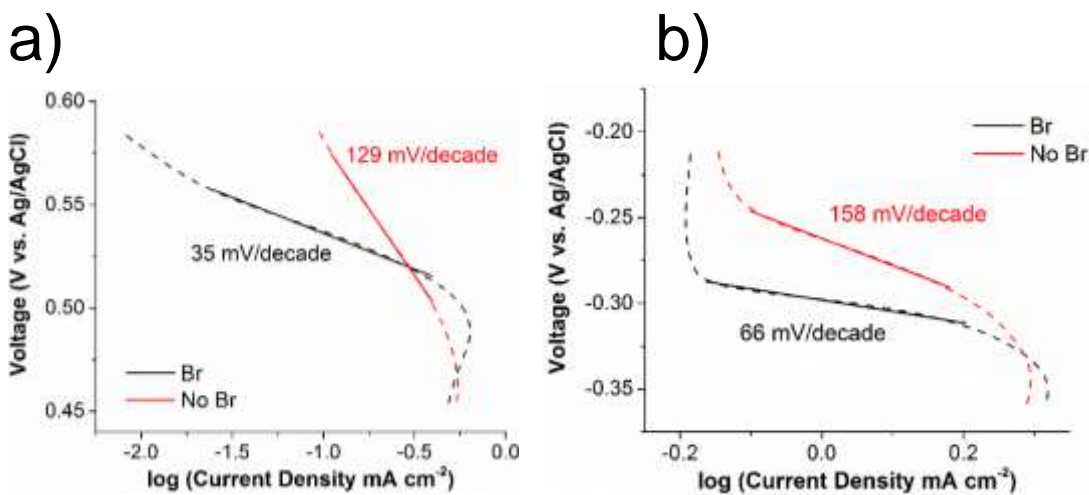 a)
b)
Voltage (V vs. Ag/AgCl)
0.60
0.55
0.50
0.45
129 mV/decade
35 mV/decade
Br
No Br
-2.0 -1.5 -1.0 -0.5 0.0
log (Current Density mA cm⁻²)
Voltage (V vs. Ag/AgCl)
-0.20
-0.25
-0.30
-0.35
Br
No Br
158 mV/decade
66 mV/decade
-0.2 0.0 0.2
log (Current Density mA cm⁻²)